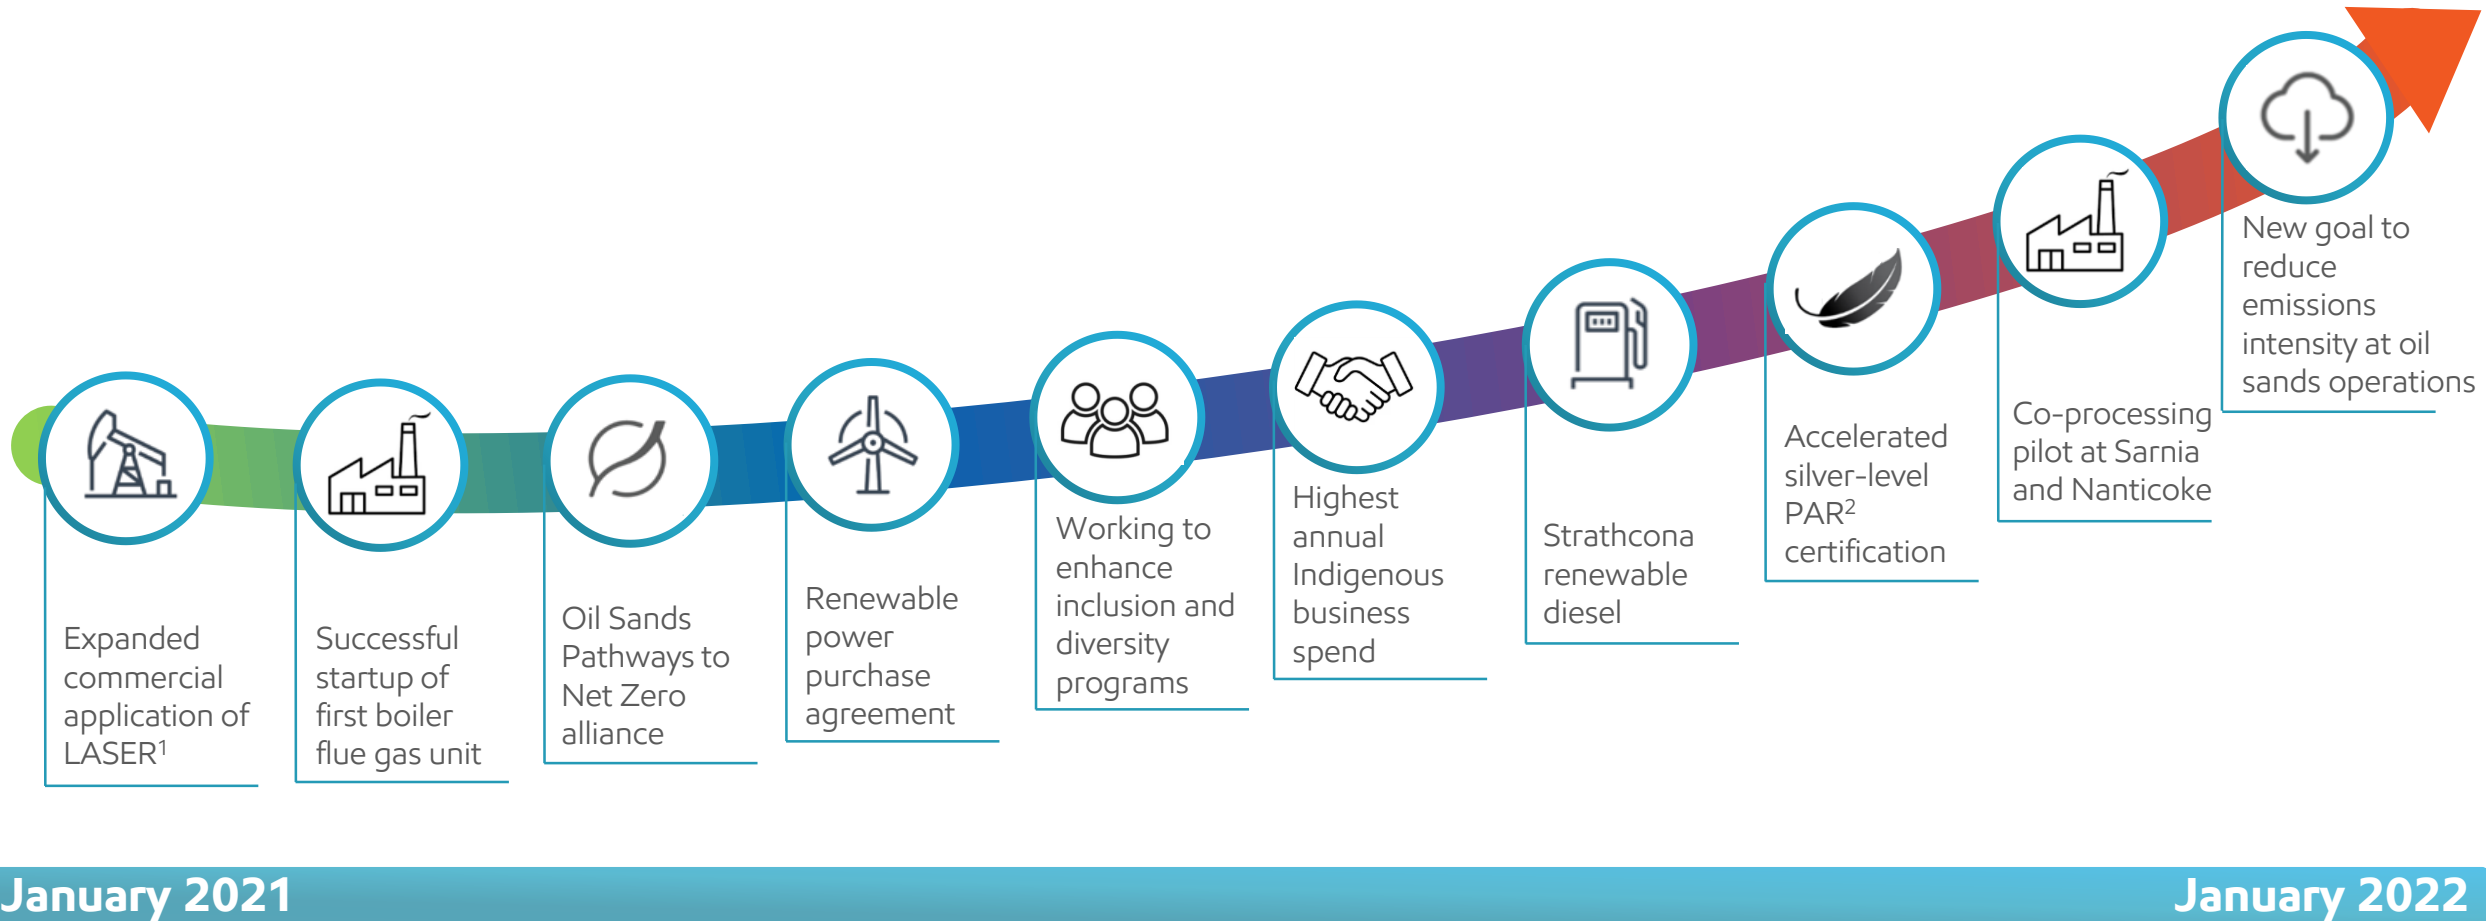 Expanded
commercial
application of
LASER¹
Successful
startup of
first boiler
flue gas unit
Oil Sands
Pathways to
Net Zero
alliance
Renewable
power
purchase
agreement
Working to
enhance
inclusion and
diversity
programs
Highest
annual
Indigenous
business
spend
Strathcona
renewable
diesel
Accelerated
silver-level
PAR²
certification
Co-processing
pilot at Sarnia
and Nanticoke
New goal to
reduce
emissions
intensity at oil
sands operations
January 2021
January 2022